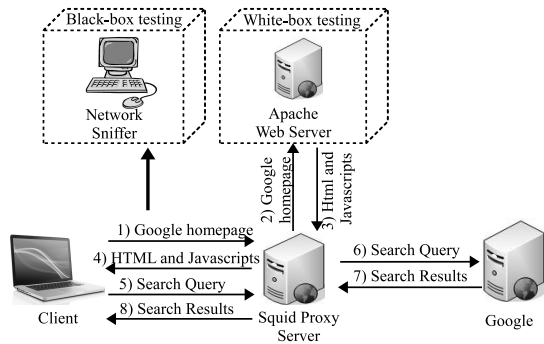 Black-box testing
White-box testing
Network
Sniffer
Apache
Web Server
2) Google
homepage
3) Html and
Javascripts
1) Google homepage
4) HTML and Javascripts
5) Search Query
8) Search Results
6) Search Query
7) Search Results
Client
Squid Proxy
Server
Google